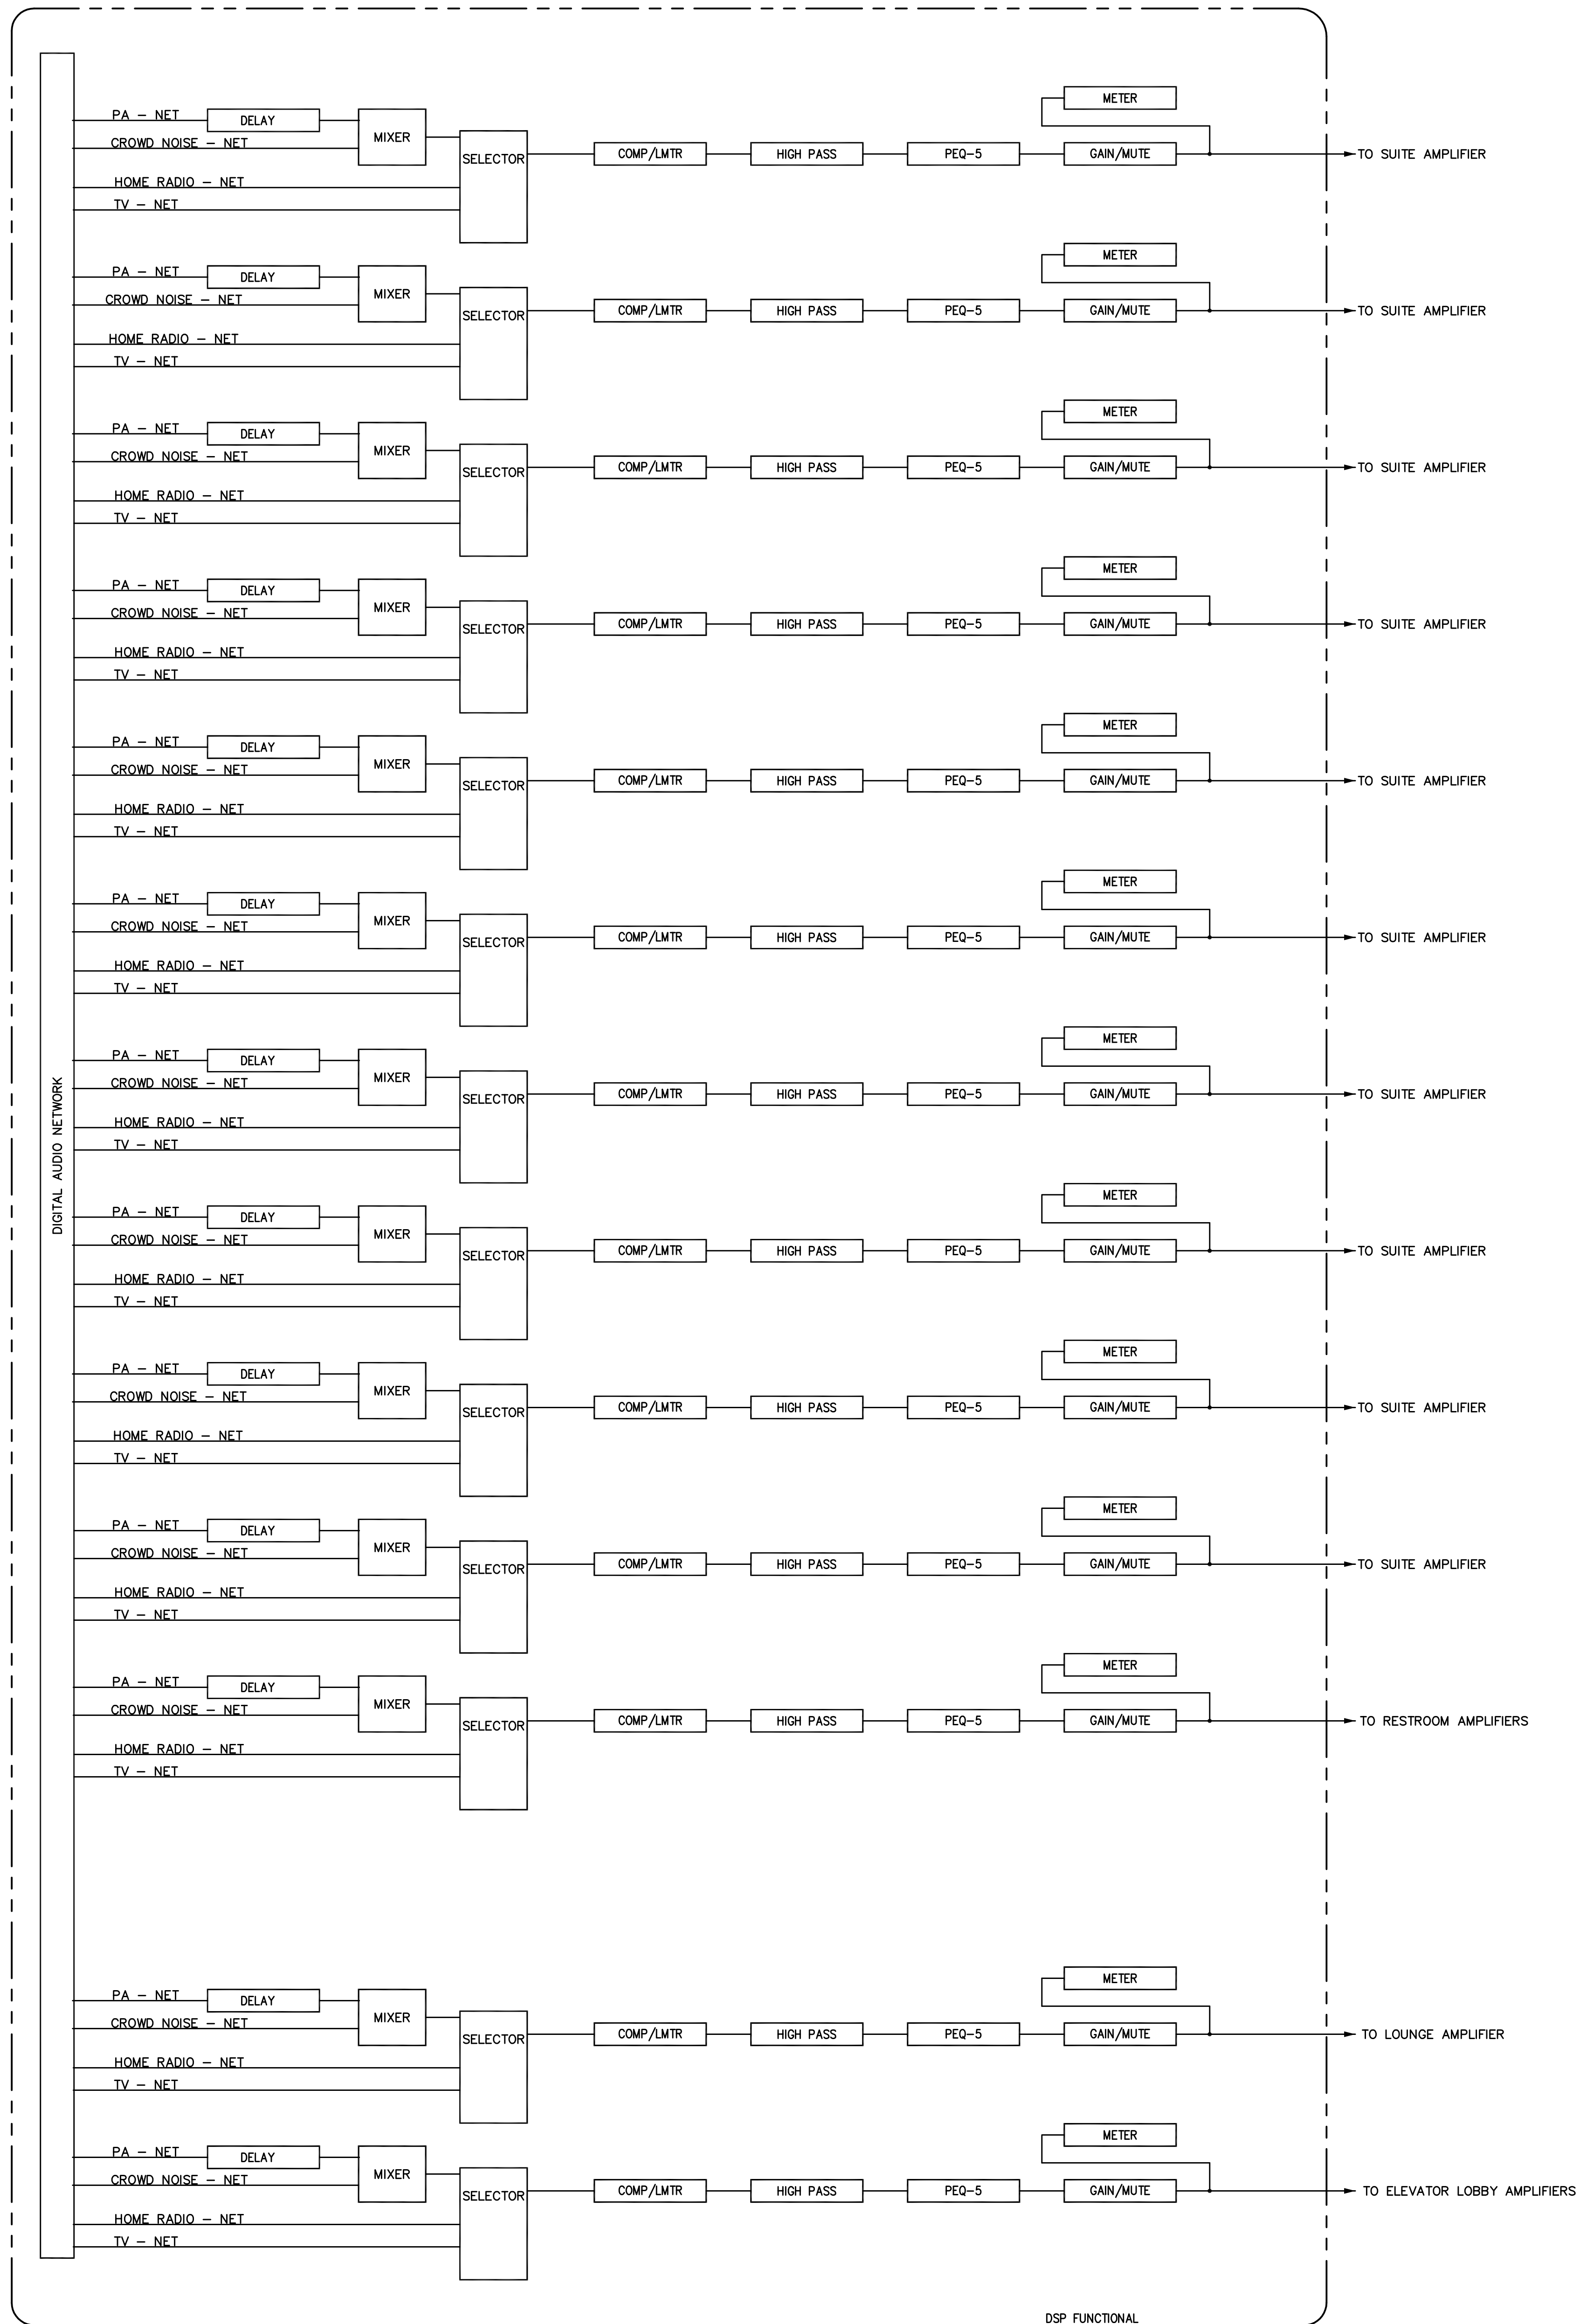 METER
PA – NET
DELAY
MIXER
CROWD NOISE – NET
SELECTOR
COMP/LMTR
HIGH PASS
PEQ–5
GAIN/MUTE
TO SUITE AMPLIFIER
HOME RADIO – NET
TV – NET
METER
PA – NET
DELAY
MIXER
CROWD NOISE – NET
SELECTOR
COMP/LMTR
HIGH PASS
PEQ–5
GAIN/MUTE
TO SUITE AMPLIFIER
HOME RADIO – NET
TV – NET
METER
PA – NET
DELAY
MIXER
CROWD NOISE – NET
SELECTOR
COMP/LMTR
HIGH PASS
PEQ–5
GAIN/MUTE
TO SUITE AMPLIFIER
HOME RADIO – NET
TV – NET
METER
PA – NET
DELAY
MIXER
CROWD NOISE – NET
SELECTOR
COMP/LMTR
HIGH PASS
PEQ–5
GAIN/MUTE
TO SUITE AMPLIFIER
HOME RADIO – NET
TV – NET
METER
PA – NET
DELAY
MIXER
CROWD NOISE – NET
SELECTOR
COMP/LMTR
HIGH PASS
PEQ–5
GAIN/MUTE
TO SUITE AMPLIFIER
HOME RADIO – NET
TV – NET
METER
PA – NET
DELAY
MIXER
CROWD NOISE – NET
SELECTOR
COMP/LMTR
HIGH PASS
PEQ–5
GAIN/MUTE
TO SUITE AMPLIFIER
HOME RADIO – NET
TV – NET
METER
PA – NET
DELAY
MIXER
CROWD NOISE – NET
SELECTOR
COMP/LMTR
HIGH PASS
PEQ–5
GAIN/MUTE
TO SUITE AMPLIFIER
HOME RADIO – NET
TV – NET
DIGITAL AUDIO NETWORK
METER
PA – NET
DELAY
MIXER
CROWD NOISE – NET
SELECTOR
COMP/LMTR
HIGH PASS
PEQ–5
GAIN/MUTE
TO SUITE AMPLIFIER
HOME RADIO – NET
TV – NET
METER
PA – NET
DELAY
MIXER
CROWD NOISE – NET
SELECTOR
COMP/LMTR
HIGH PASS
PEQ–5
GAIN/MUTE
TO SUITE AMPLIFIER
HOME RADIO – NET
TV – NET
METER
PA – NET
DELAY
MIXER
CROWD NOISE – NET
SELECTOR
COMP/LMTR
HIGH PASS
PEQ–5
GAIN/MUTE
TO SUITE AMPLIFIER
HOME RADIO – NET
TV – NET
METER
PA – NET
DELAY
MIXER
CROWD NOISE – NET
SELECTOR
COMP/LMTR
HIGH PASS
PEQ–5
GAIN/MUTE
TO RESTROOM AMPLIFIERS
HOME RADIO – NET
TV – NET
METER
PA – NET
DELAY
MIXER
CROWD NOISE – NET
SELECTOR
COMP/LMTR
HIGH PASS
PEQ–5
GAIN/MUTE
TO LOUNGE AMPLIFIER
HOME RADIO – NET
TV – NET
METER
PA – NET
DELAY
MIXER
CROWD NOISE – NET
SELECTOR
COMP/LMTR
HIGH PASS
PEQ–5
GAIN/MUTE
TO ELEVATOR LOBBY AMPLIFIERS
HOME RADIO – NET
TV – NET
DSP FUNCTIONAL